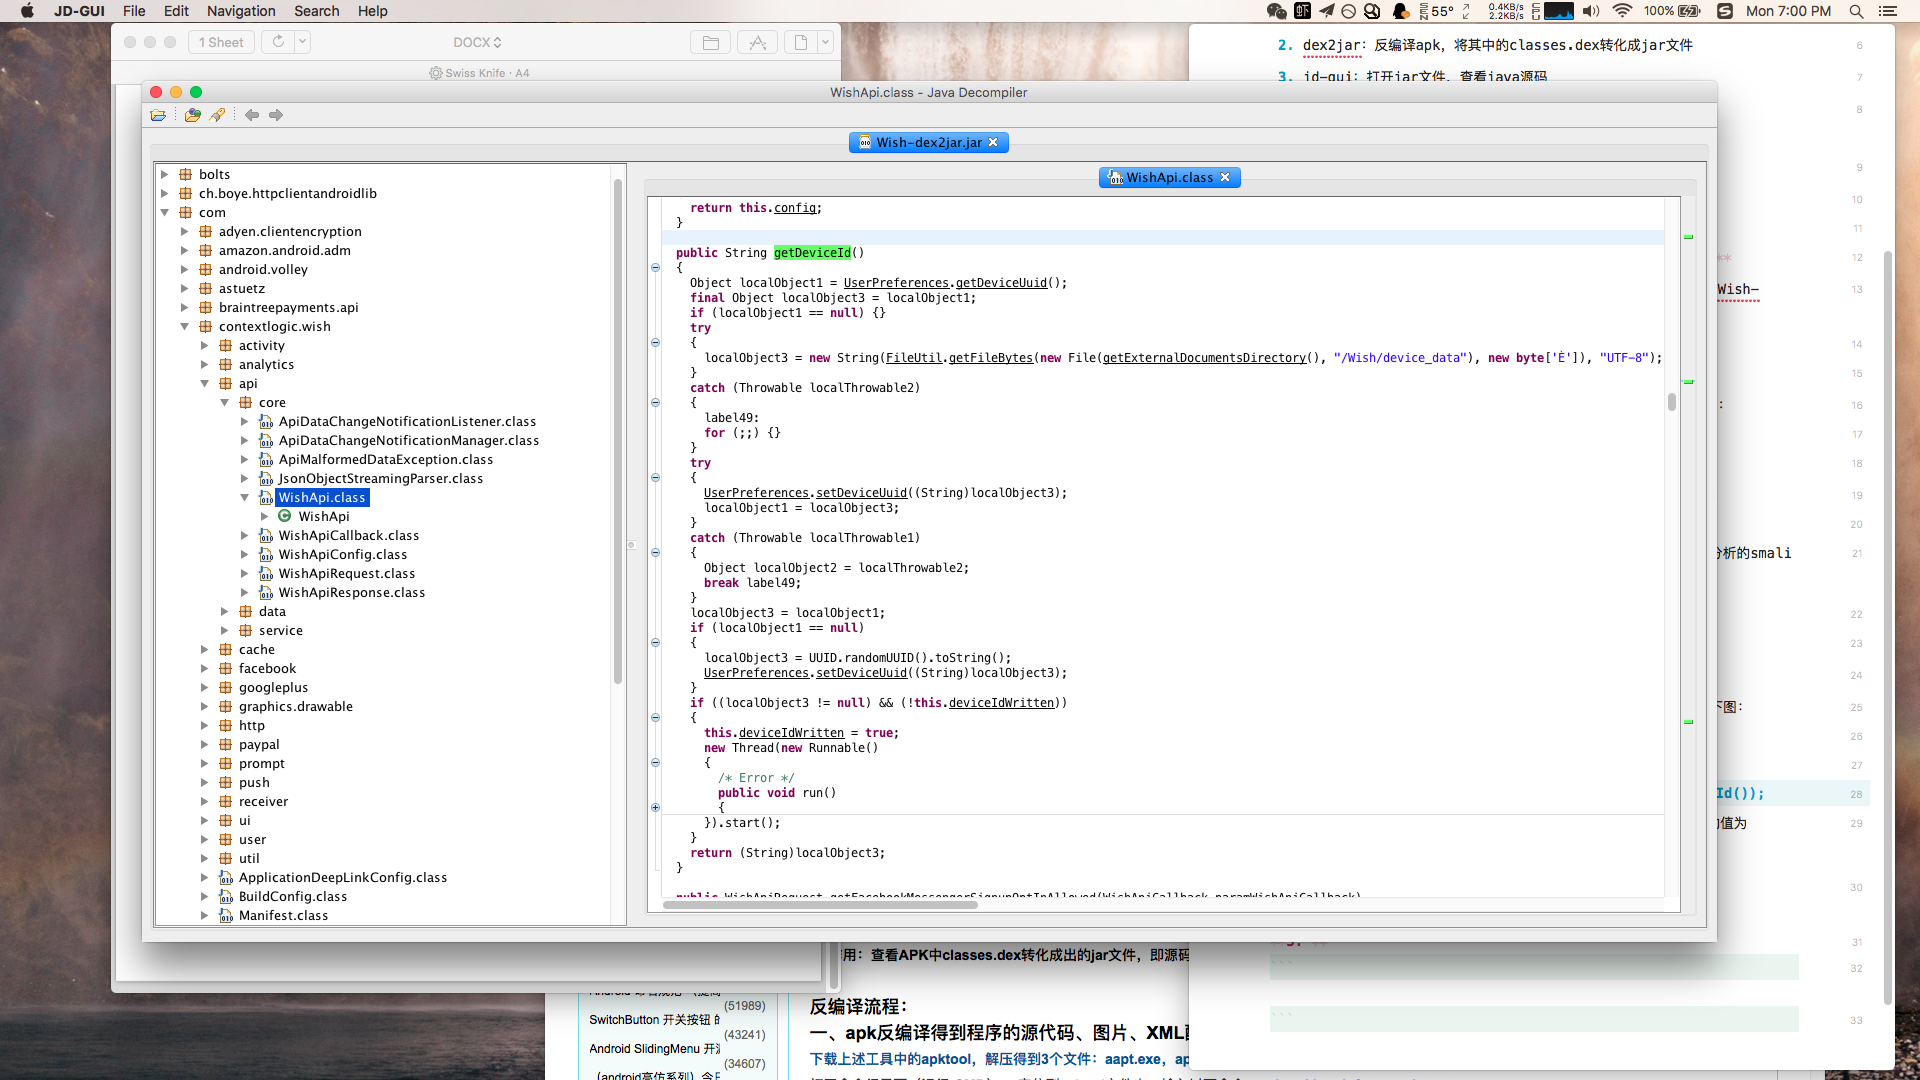 JD-GUI File Edit Navigation Search Help
55° 0.4KB/s 2.2KB/s 100% Mon 7:00 PM
1 Sheet DOCX
Swiss Knife · A4
2. dex2jar：反编译apk，将其中的classes.dex转化成jar文件 6
3. jd-gui：打开jar文件，查看java源码 7
8
9
10
11
** 12
Wish- 13
14
15
: 16
17
18
19
20
分析的smali 21
22
23
24
下图： 25
26
27
Id()); 28
的值为 29
30
31
``` 32
``` 33
WishApi.class - Java Decompiler
Wish-dex2jar.jar
bolts
ch.boye.httpclientandroidlib
com
adyen.clientencryption
amazon.android.adm
android.volley
astuetz
braintreepayments.api
contextlogic.wish
activity
analytics
api
core
ApiDataChangeNotificationListener.class
ApiDataChangeNotificationManager.class
ApiMalformedDataException.class
JsonObjectStreamingParser.class
WishApi.class
WishApi
WishApiCallback.class
WishApiConfig.class
WishApiRequest.class
WishApiResponse.class
data
service
cache
facebook
googleplus
graphics.drawable
http
paypal
prompt
push
receiver
ui
user
util
ApplicationDeepLinkConfig.class
BuildConfig.class
Manifest.class
WishApi.class
return this.config;
}
public String getDeviceId()
{
Object localObject1 = UserPreferences.getDeviceUuid();
final Object localObject3 = localObject1;
if (localObject1 == null) {}
try
{
localObject3 = new String(FileUtil.getFileBytes(new File(getExternalDocumentsDirectory(), "/Wish/device_data"), new byte['È']), "UTF-8");
}
catch (Throwable localThrowable2)
{
label49:
for (;;) {}
}
try
{
UserPreferences.setDeviceUuid((String)localObject3);
localObject1 = localObject3;
}
catch (Throwable localThrowable1)
{
Object localObject2 = localThrowable2;
break label49;
}
localObject3 = localObject1;
if (localObject1 == null)
{
localObject3 = UUID.randomUUID().toString();
UserPreferences.setDeviceUuid((String)localObject3);
}
if ((localObject3 != null) && (!this.deviceIdWritten))
{
this.deviceIdWritten = true;
new Thread(new Runnable()
{
/* Error */
public void run()
{
}).start();
}
return (String)localObject3;
}
public WishApiRequest getFacebookMessengerSignupOptInAllowed(WishApiCallback paramWishApiCallback)
用：查看APK中classes.dex转化成出的jar文件，即源码
(51989)
SwitchButton 开关按钮 的
(43241)
Android SlidingMenu 开源
(34607)
反编译流程：
一、apk反编译得到程序的源代码、图片、XML
下载上述工具中的apktool，解压得到3个文件：aapt.exe，ap